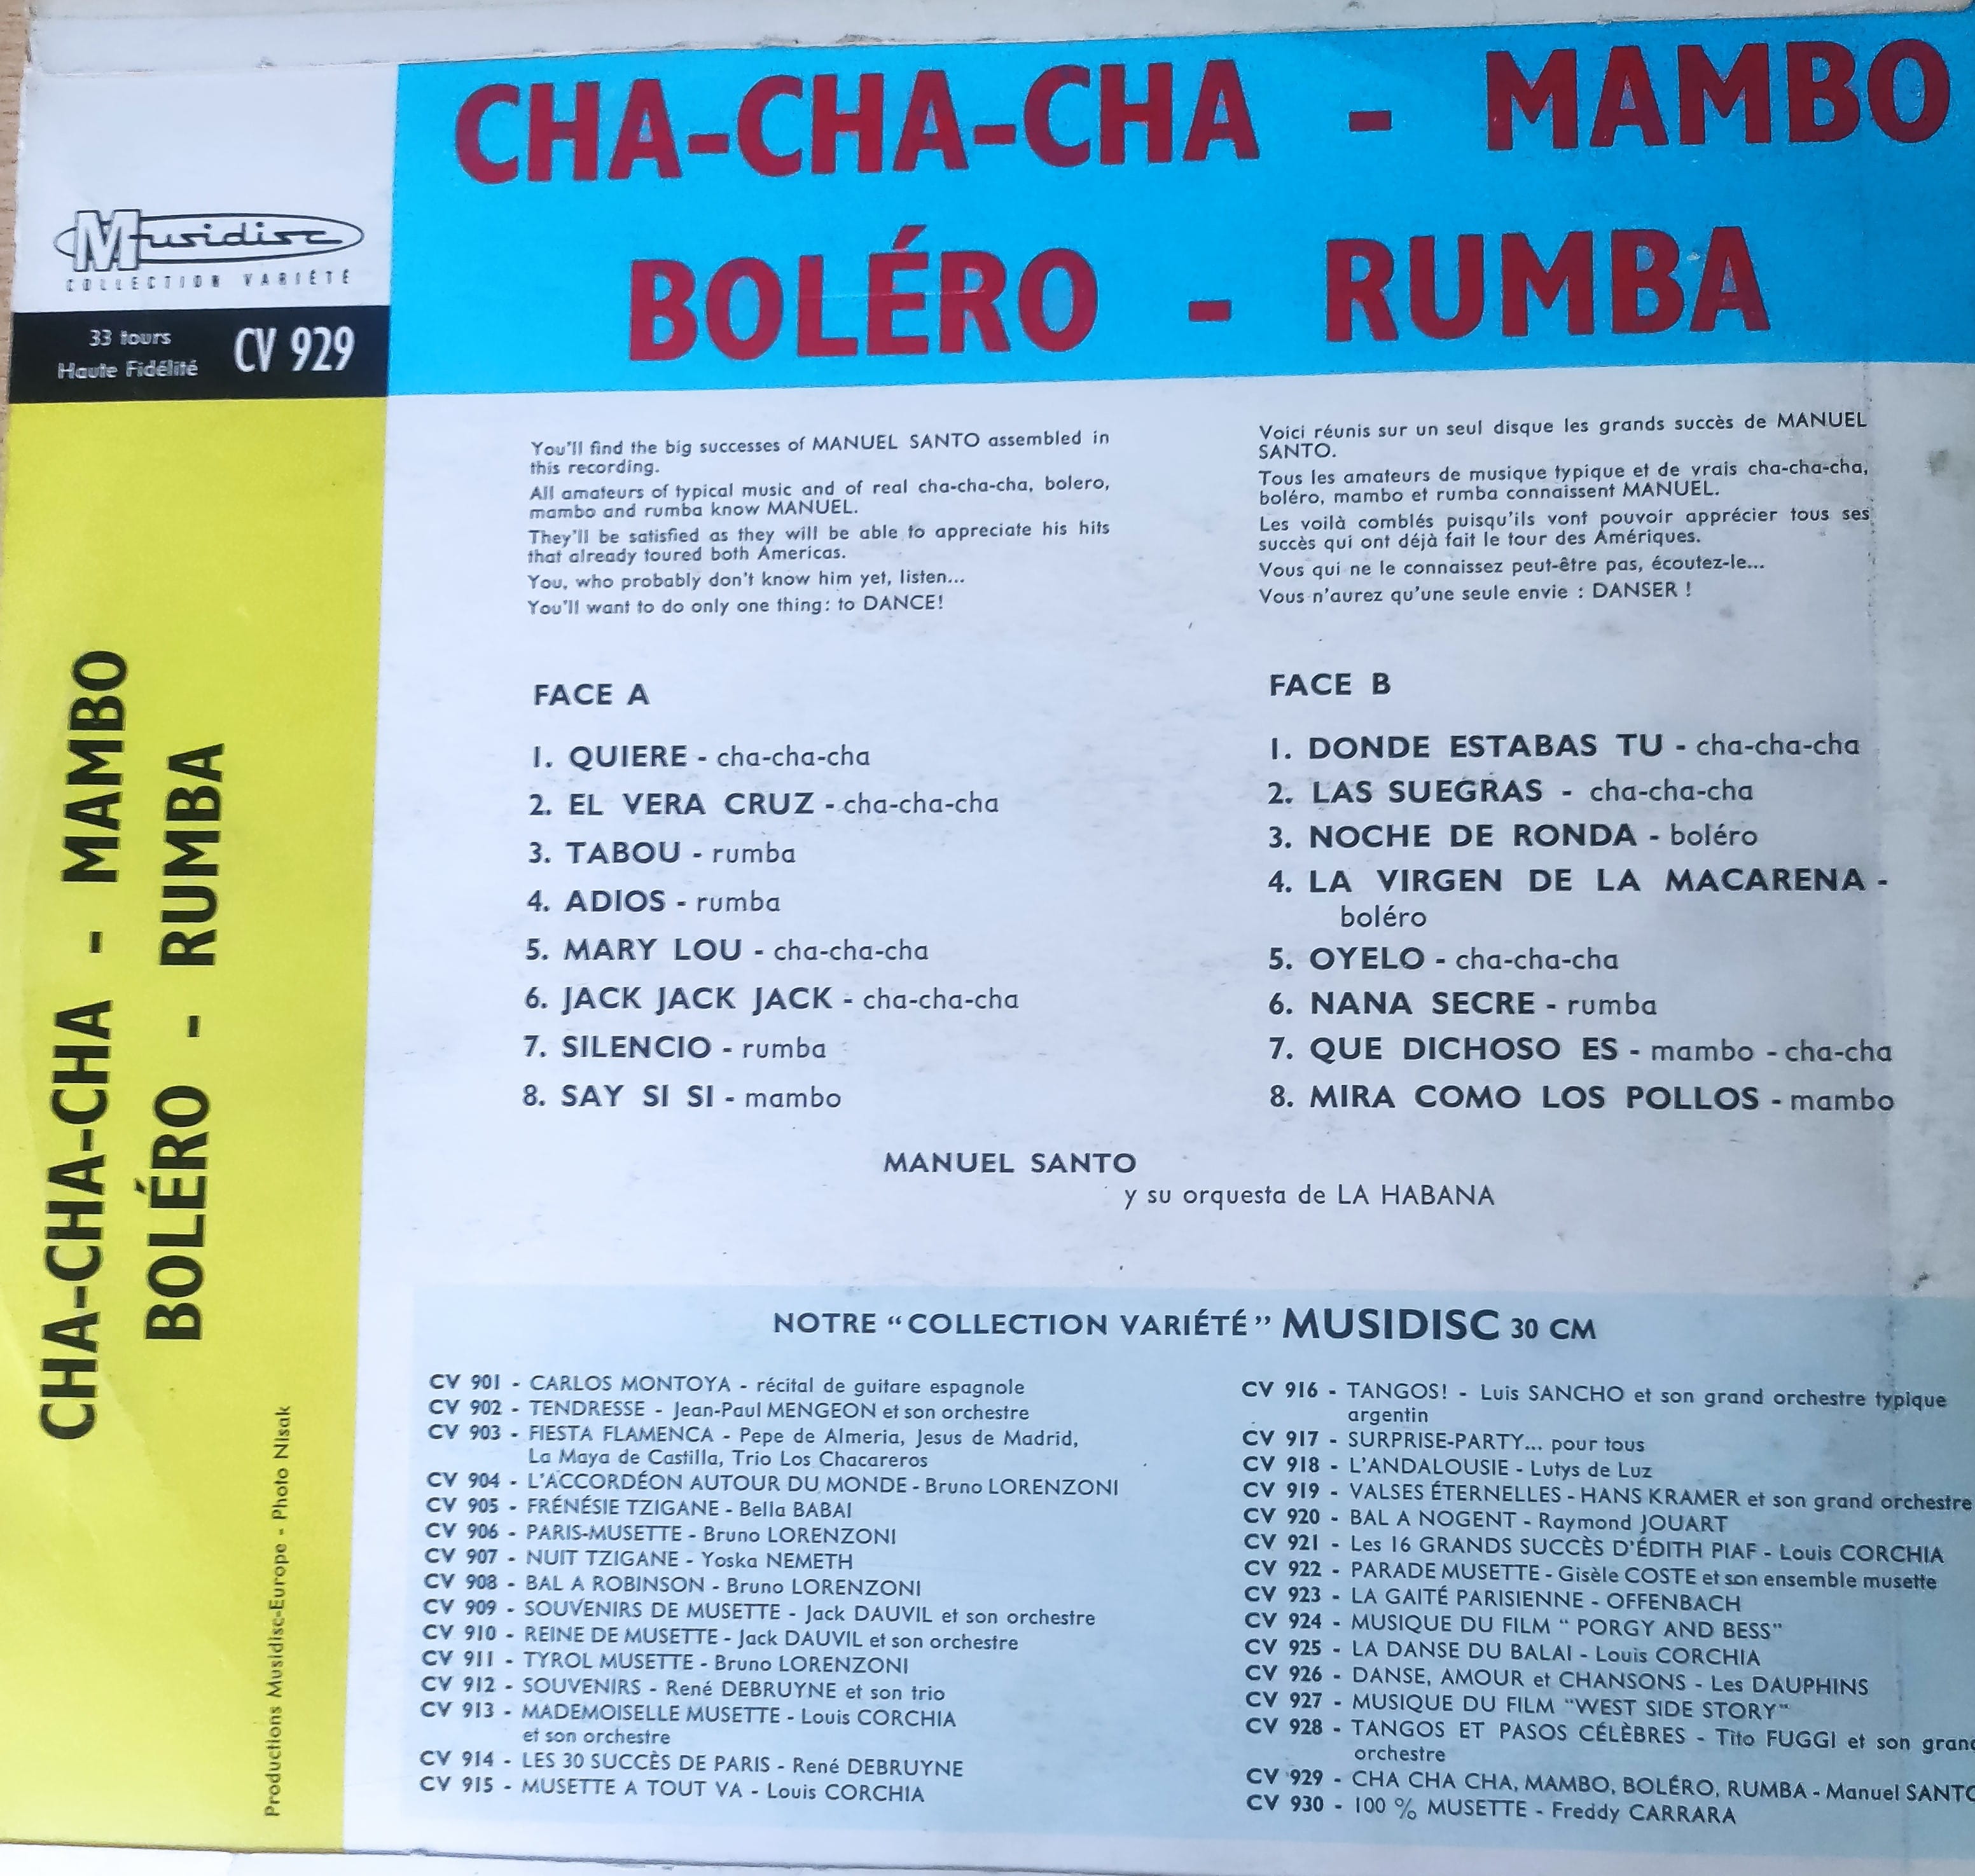 CHA-CHA-CHA - MAMBO
BOLÉRO - RUMBA
Musidisc
COLLECTION VARIÉTÉ
33 tours
Haute Fidélité
CV 929
You'll find the big successes of MANUEL SANTO assembled in
this recording.
All amateurs of typical music and of real cha-cha-cha, bolero,
mambo and rumba know MANUEL.
They'll be satisfied as they will be able to appreciate his hits
that already toured both Americas.
You, who probably don't know him yet, listen...
You'll want to do only one thing: to DANCE!
Voici réunis sur un seul disque les grands succès de MANUEL
SANTO.
Tous les amateurs de musique typique et de vrais cha-cha-cha,
boléro, mambo et rumba connaissent MANUEL.
Les voilà comblés puisqu'ils vont pouvoir apprécier tous ses
succès qui ont déjà fait le tour des Amériques.
Vous qui ne le connaissez peut-être pas, écoutez-le...
Vous n'aurez qu'une seule envie : DANSER !
FACE A
1. QUIERE - cha-cha-cha
2. EL VERA CRUZ - cha-cha-cha
3. TABOU - rumba
4. ADIOS - rumba
5. MARY LOU - cha-cha-cha
6. JACK JACK JACK - cha-cha-cha
7. SILENCIO - rumba
8. SAY SI SI - mambo
FACE B
1. DONDE ESTABAS TU - cha-cha-cha
2. LAS SUEGRAS - cha-cha-cha
3. NOCHE DE RONDA - boléro
4. LA VIRGEN DE LA MACARENA -
boléro
5. OYELO - cha-cha-cha
6. NANA SECRE - rumba
7. QUE DICHOSO ES - mambo - cha-cha
8. MIRA COMO LOS POLLOS - mambo
MANUEL SANTO
y su orquesta de LA HABANA
CHA-CHA-CHA - MAMBO
BOLÉRO - RUMBA
Productions Musidisc-Europe - Photo Nisak
NOTRE "COLLECTION VARIÉTÉ" MUSIDISC 30 CM
CV 901 - CARLOS MONTOYA - récital de guitare espagnole
CV 902 - TENDRESSE - Jean-Paul MENGEON et son orchestre
CV 903 - FIESTA FLAMENCA - Pepe de Almeria, Jesus de Madrid,
La Maya de Castilla, Trio Los Chacareros
CV 904 - L'ACCORDÉON AUTOUR DU MONDE - Bruno LORENZONI
CV 905 - FRÉNÉSIE TZIGANE - Bella BABAI
CV 906 - PARIS-MUSETTE - Bruno LORENZONI
CV 907 - NUIT TZIGANE - Yoska NEMETH
CV 908 - BAL A ROBINSON - Bruno LORENZONI
CV 909 - SOUVENIRS DE MUSETTE - Jack DAUVIL et son orchestre
CV 910 - REINE DE MUSETTE - Jack DAUVIL et son orchestre
CV 911 - TYROL MUSETTE - Bruno LORENZONI
CV 912 - SOUVENIRS - René DEBRUYNE et son trio
CV 913 - MADEMOISELLE MUSETTE - Louis CORCHIA
et son orchestre
CV 914 - LES 30 SUCCÈS DE PARIS - René DEBRUYNE
CV 915 - MUSETTE A TOUT VA - Louis CORCHIA
CV 916 - TANGOS! - Luis SANCHO et son grand orchestre typique
argentin
CV 917 - SURPRISE-PARTY... pour tous
CV 918 - L'ANDALOUSIE - Lutys de Luz
CV 919 - VALSES ÉTERNELLES - HANS KRAMER et son grand orchestre
CV 920 - BAL A NOGENT - Raymond JOUART
CV 921 - Les 16 GRANDS SUCCÈS D'ÉDITH PIAF - Louis CORCHIA
CV 922 - PARADE MUSETTE - Gisèle COSTE et son ensemble musette
CV 923 - LA GAITÉ PARISIENNE - OFFENBACH
CV 924 - MUSIQUE DU FILM " PORGY AND BESS"
CV 925 - LA DANSE DU BALAI - Louis CORCHIA
CV 926 - DANSE, AMOUR et CHANSONS - Les DAUPHINS
CV 927 - MUSIQUE DU FILM "WEST SIDE STORY"
CV 928 - TANGOS ET PASOS CÉLÈBRES - Tito FUGGI et son grand
orchestre
CV 929 - CHA CHA CHA, MAMBO, BOLÉRO, RUMBA - Manuel SANTO
CV 930 - 100 % MUSETTE - Freddy CARRARA